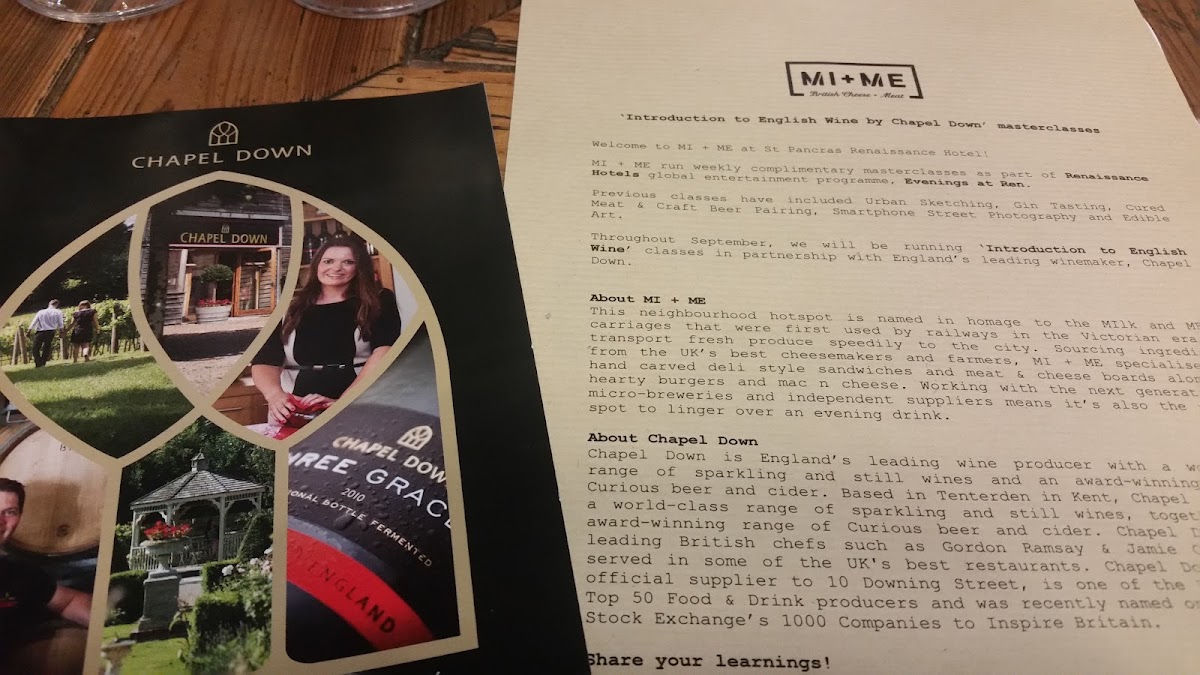 CHAPEL DOWN
CHAPEL DOWN
CHAPEL DOW
REE GRAC
2010
IONAL BOTTLE FERMENTED
ENGLAND
MI+ME
British Cheese + Meat
'Introduction to English Wine by Chapel Down' masterclasses
Welcome to MI + ME at St Pancras Renaissance Hotel!
MI + ME run weekly complimentary masterclasses as part of Renaissance
Hotels global entertainment programme, Evenings at Ren.
Previous classes have included Urban Sketching, Gin Tasting, Cured
Meat & Craft Beer Pairing, Smartphone Street Photography and Edible
Art.
Throughout September, we will be running 'Introduction to English
Wine' classes in partnership with England's leading winemaker, Chapel
Down.
About MI + ME
This neighbourhood hotspot is named in homage to the MIlk and M
carriages that were first used by railways in the Victorian era
transport fresh produce speedily to the city. Sourcing ingredi
from the UK's best cheesemakers and farmers, MI + ME specialise
hand carved deli style sandwiches and meat & cheese boards alo
hearty burgers and mac n cheese. Working with the next generat
micro-breweries and independent suppliers means it's also the
spot to linger over an evening drink.
About Chapel Down
Chapel Down is England's leading wine producer with a w
range of sparkling and still wines and an award-winning
Curious beer and cider. Based in Tenterden in Kent, Chapel
a world-class range of sparkling and still wines, toget
award-winning range of Curious beer and cider. Chapel D
leading British chefs such as Gordon Ramsay & Jamie O
served in some of the UK's best restaurants. Chapel Do
official supplier to 10 Downing Street, is one of the
Top 50 Food & Drink producers and was recently named o
Stock Exchange's 1000 Companies to Inspire Britain.
Share your learnings!